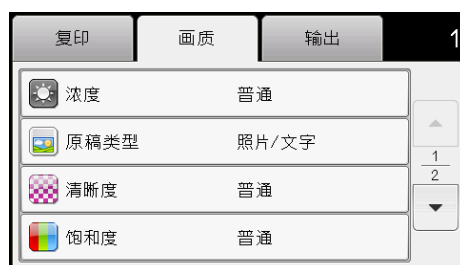 复印 画质 输出 1
浓度 普通
原稿类型 照片/文字
清晰度 普通
饱和度 普通
1
2